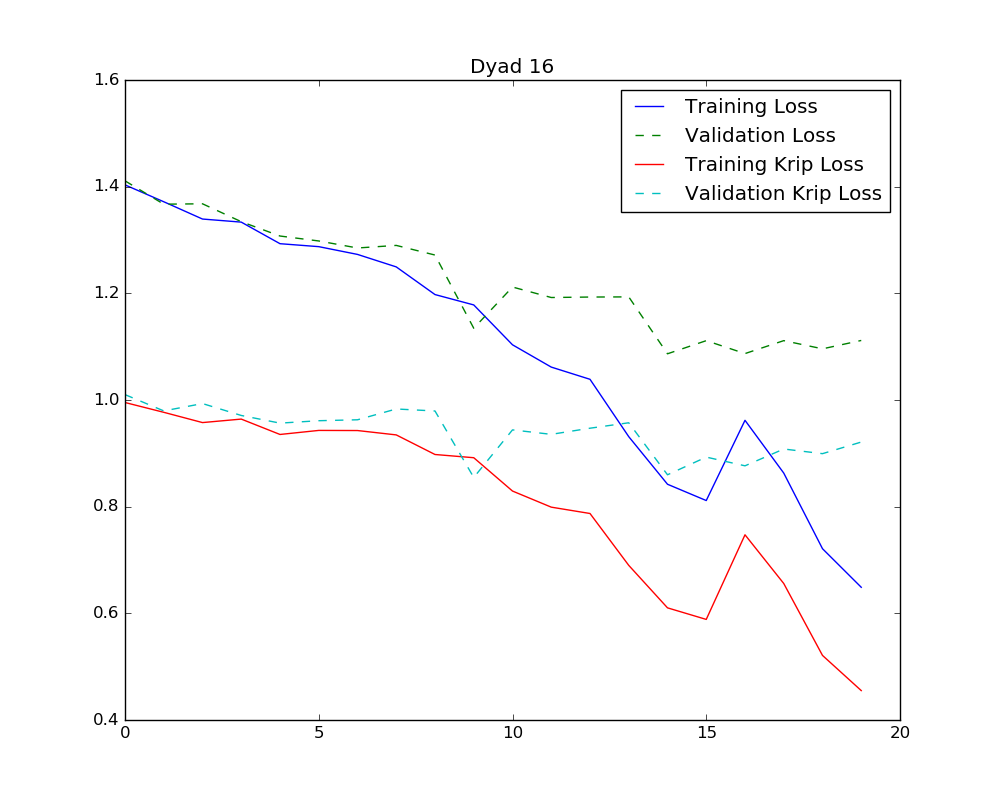 Dyad 16
1.6
1.4
1.2
1.0
0.8
0.6
0.4
Training Loss
Validation Loss
Training Krip Loss
Validation Krip Loss
0 5 10 15 20